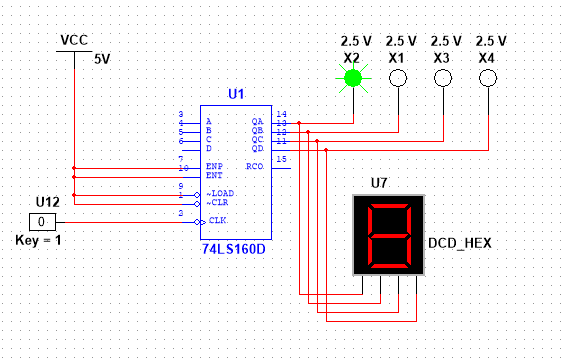 VCC
5V
2.5 V 2.5 V 2.5 V 2.5 V
X2 X1 X3 X4
U1
3 A QA 14
4 B QB 13
5 C QC 12
6 D QD 11
7 ENP RCO 15
10 ENT
9 ~LOAD
1 ~CLR
2 CLK
74LS160D
U12
0
Key = 1
U7
8
DCD_HEX